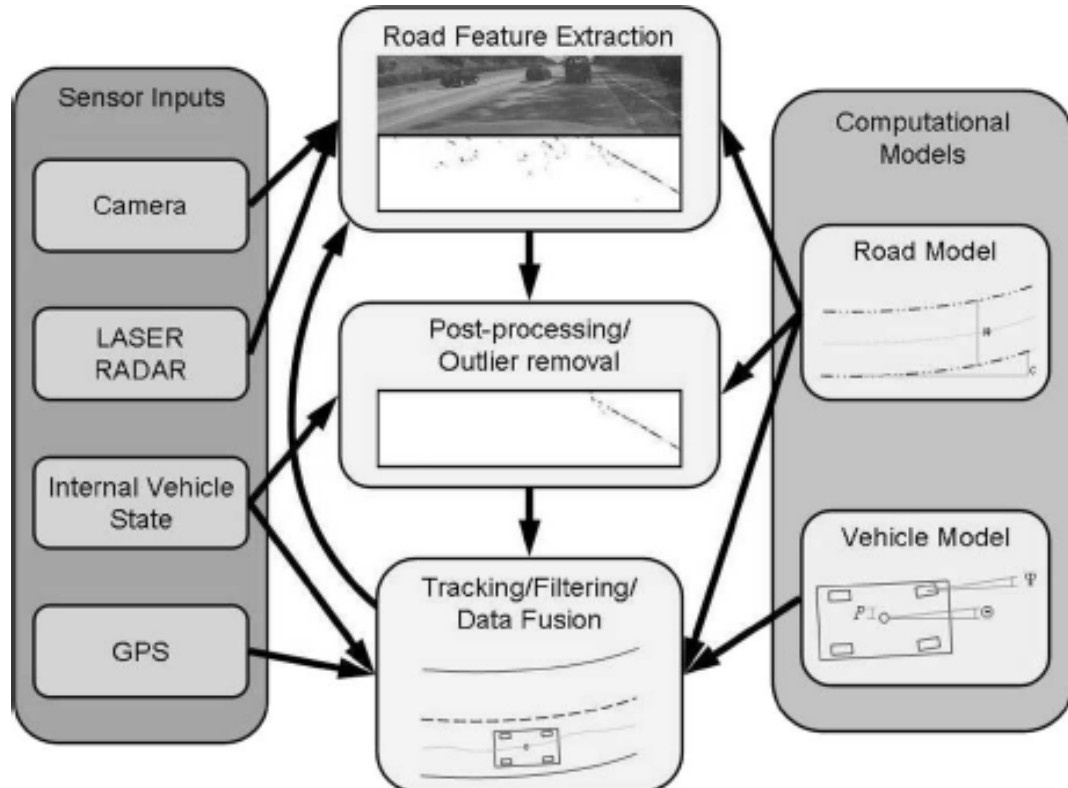 Road Feature Extraction
Sensor Inputs
Camera
LASER
RADAR
Internal Vehicle
State
GPS
Post-processing/
Outlier removal
Tracking/Filtering/
Data Fusion
Computational
Models
Road Model
C
Vehicle Model
Ψ
P
Θ